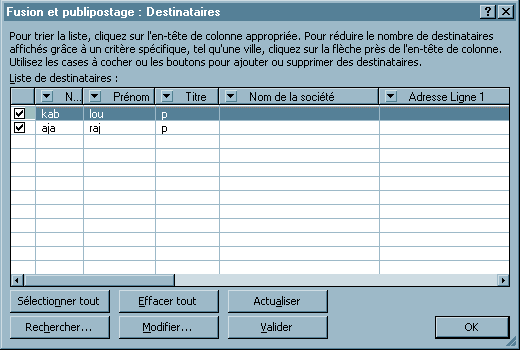 Fusion et publipostage : Destinataires
Pour trier la liste, cliquez sur l'en-tête de colonne appropriée. Pour réduire le nombre de destinataires
affichés grâce à un critère spécifique, tel qu'une ville, cliquez sur la flèche près de l'en-tête de colonne.
Utilisez les cases à cocher ou les boutons pour ajouter ou supprimer des destinataires.
Liste de destinataires :
N... Prénom Titre Nom de la société Adresse Ligne 1
kab lou p
aja raj p
Sélectionner tout Effacer tout Actualiser
Rechercher... Modifier... Valider OK